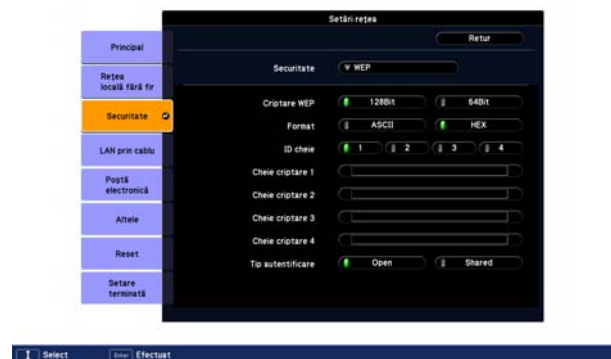 Setări rețea
Retur
Principal
Securitate WEP
Rețea
locală fără fir
Criptare WEP 128Bit 64Bit
Securitate
Format ASCII HEX
LAN prin cablu
ID cheie 1 2 3 4
Cheie criptare 1
Poștă
electronică
Cheie criptare 2
Altele
Cheie criptare 3
Cheie criptare 4
Reset
Tip autentificare Open Shared
Setare
terminată
Select Enter Efectuat